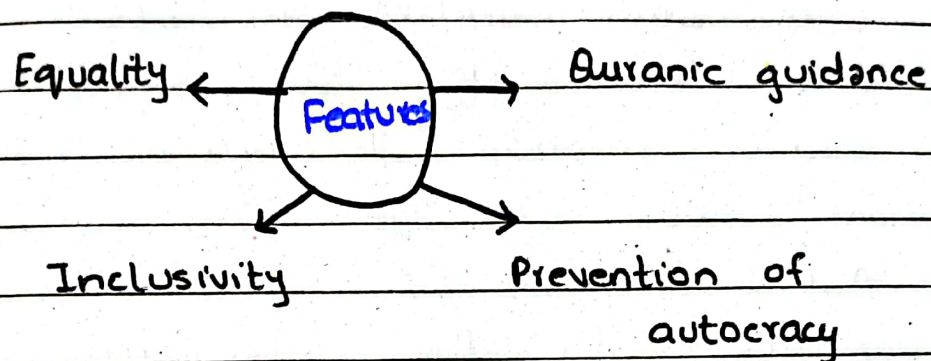 Equality
Quranic guidance
Features
Inclusivity
Prevention of
autocracy